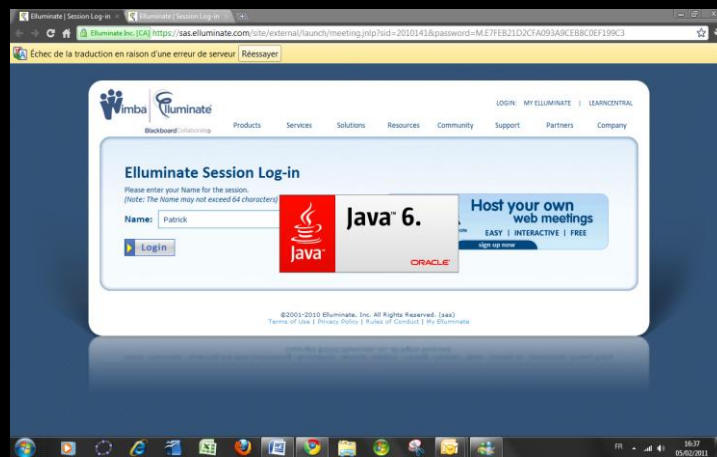 Elluminate | Session Log-in
Elluminate | Session Log-in
Elluminate Inc. [CA] https://sas.elluminate.com/site/external/launch/meeting.jnlp?sid=2010141&password=M.E7FEB21D2CFA093A9CEB8C0EF199C3
Échec de la traduction en raison d'une erreur de serveur Réessayer
Wimba Elluminate
LOGIN: MY ELLUMINATE | LEARNCENTRAL
BlackboardCollaborate
Products Services Solutions Resources Community Support Partners Company
Elluminate Session Log-in
Please enter your Name for the session.
(Note: The Name may not exceed 64 characters)
Name: Patrick
Login
Java
Java™ 6.
ORACLE
Host your own
web meetings
EASY | INTERACTIVE | FREE
sign up now
©2001-2010 Elluminate, Inc. All Rights Reserved. (sas)
Terms of Use | Privacy Policy | Rules of Conduct | My Elluminate
FR
16:37
05/02/2011